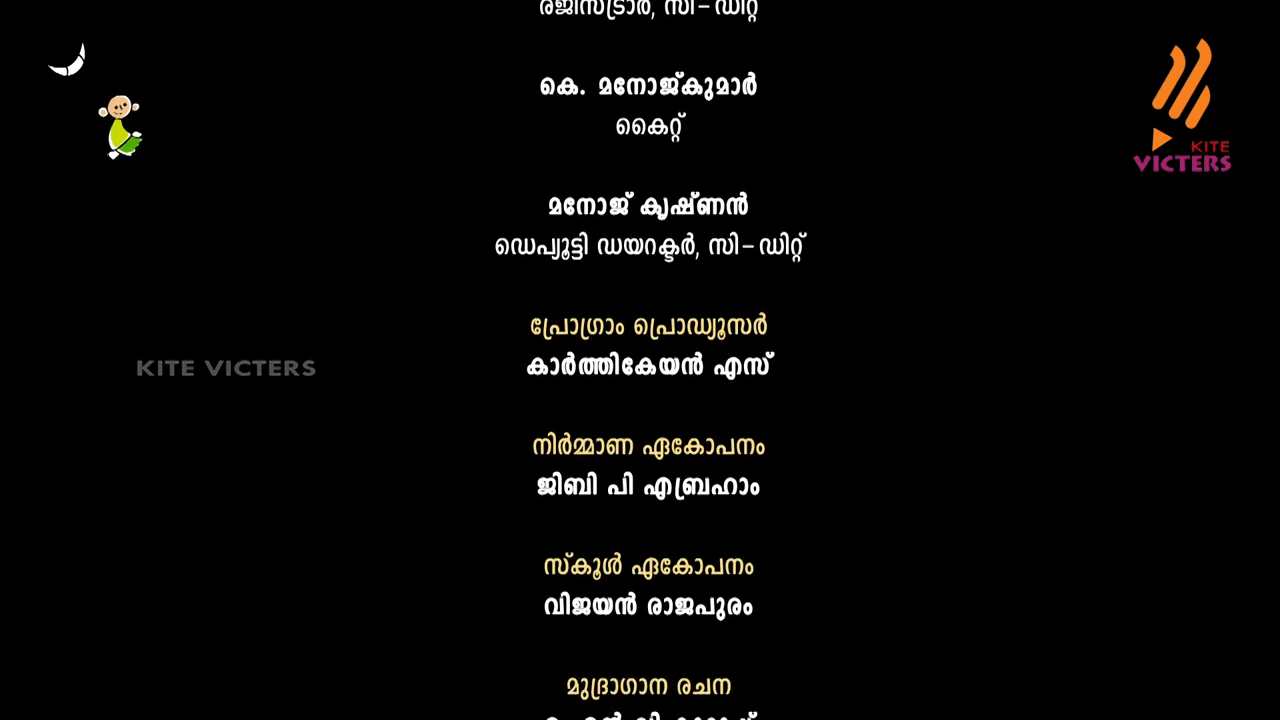 രജിസ്ട്രാർ, സി-ഡിറ്റ്
കെ. മനോജ്കുമാർ
കൈറ്റ്
മനോജ് കൃഷ്ണൻ
ഡെപ്യൂട്ടി ഡയറക്ടർ, സി-ഡിറ്റ്
പ്രോഗ്രാം പ്രൊഡ്യൂസർ
കാർത്തികേയൻ എസ്
നിർമ്മാണ ഏകോപനം
ജിബി പി എബ്രഹാം
സ്കൂൾ ഏകോപനം
വിജയൻ രാജപുരം
മുദ്രാഗാന രചന
KITE
VICTERS
KITE VICTERS